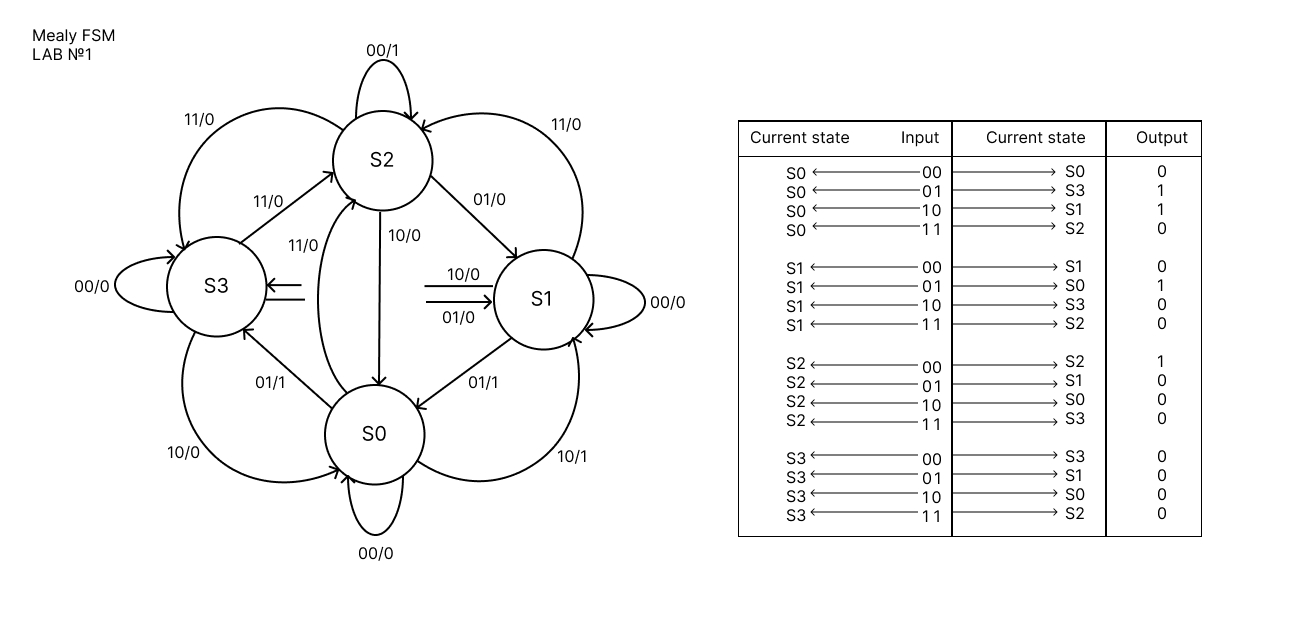 Mealy FSM
LAB №1
00/1
11/0
11/0
S2
11/0
01/0
11/0
10/0
S3
10/0
S1
00/0
00/0
01/0
01/1
01/1
S0
10/0
10/1
00/0
Current state Input Current state Output
S0 00 S0 0
S0 01 S3 1
S0 10 S1 1
S0 11 S2 0
S1 00 S1 0
S1 01 S0 1
S1 10 S3 0
S1 11 S2 0
S2 00 S2 1
S2 01 S1 0
S2 10 S0 0
S2 11 S3 0
S3 00 S3 0
S3 01 S1 0
S3 10 S0 0
S3 11 S2 0